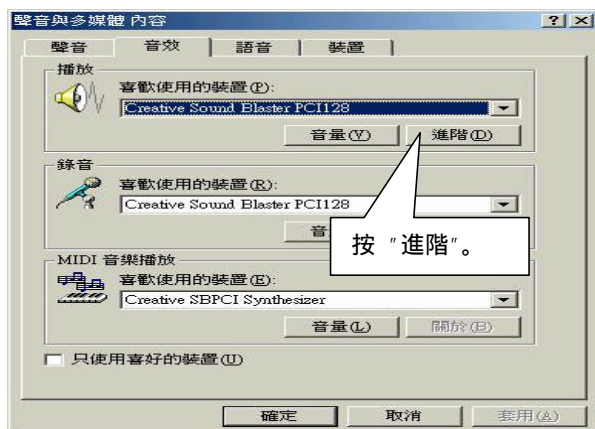 聲音與多媒體 內容
聲音 音效 語音 裝置
播放
喜歡使用的裝置(P):
Creative Sound Blaster PCI128
音量(V) 進階(D)
錄音
喜歡使用的裝置(R):
Creative Sound Blaster PCI128
音
按 "進階"。
MIDI 音樂播放
喜歡使用的裝置(E):
Creative SBPCI Synthesizer
音量(L) 關於(B)
只使用喜好的裝置(U)
確定 取消 套用(A)